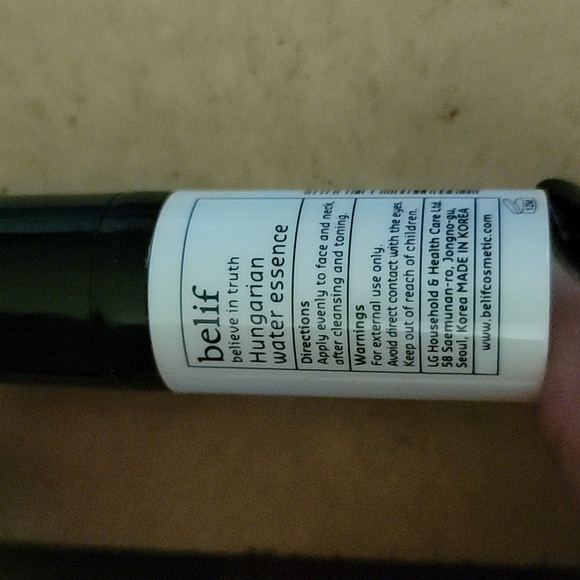 belif
believe in truth
Hungarian
water essence
Directions
Apply evenly to face and neck,
after cleansing and toning.
Warnings
For external use only.
Avoid direct contact with the eyes.
Keep out of reach of children.
LG Household & Health Care Ltd.
58 Saemunan-ro, Jongno-gu,
Seoul, Korea MADE IN KOREA
www.belifcosmetic.com
12M